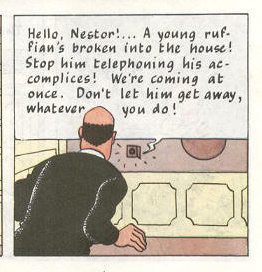 Hello, Nestor!... A young ruf-
fian's broken into the house!
Stop him telephoning his ac-
complices! We're coming at
once. Don't let him get away,
whatever you do!